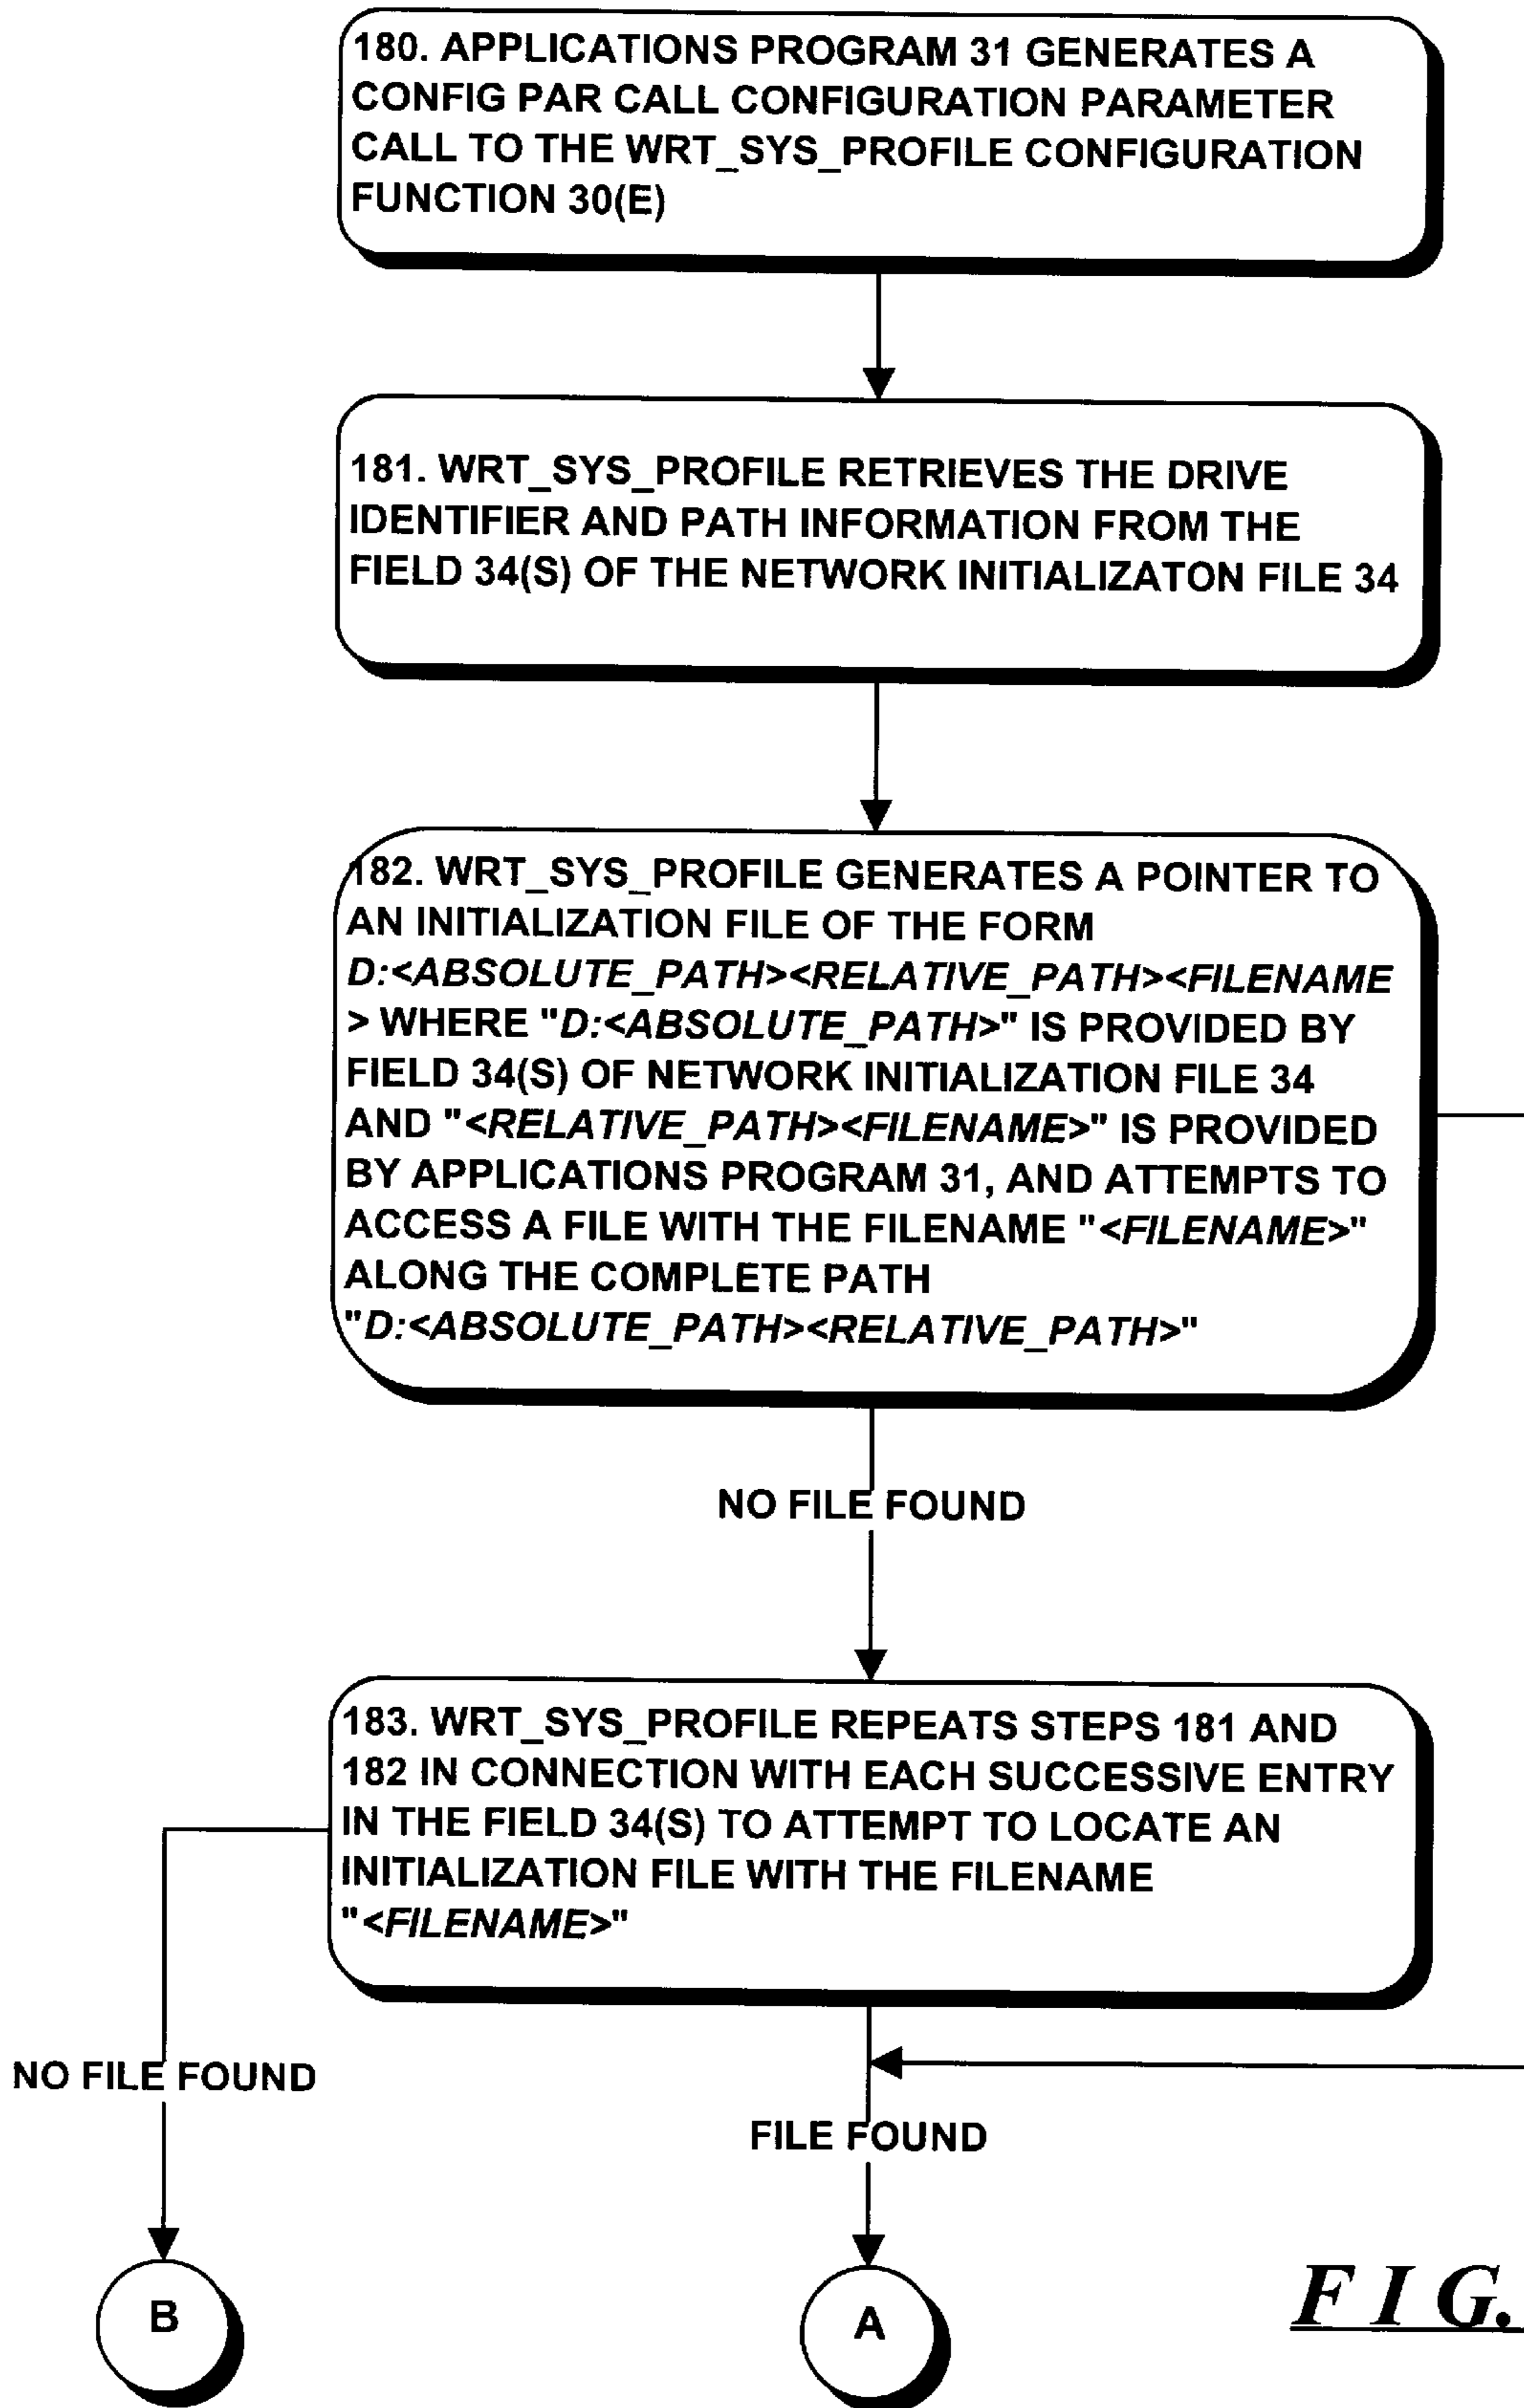 180. APPLICATIONS PROGRAM 31 GENERATES A
CONFIG PAR CALL CONFIGURATION PARAMETER
CALL TO THE WRT_SYS_PROFILE CONFIGURATION
FUNCTION 30(E)
181. WRT_SYS_PROFILE RETRIEVES THE DRIVE
IDENTIFIER AND PATH INFORMATION FROM THE
FIELD 34(S) OF THE NETWORK INITIALIZATON FILE 34
182. WRT_SYS_PROFILE GENERATES A POINTER TO
AN INITIALIZATION FILE OF THE FORM
D:<ABSOLUTE_PATH><RELATIVE_PATH><FILENAME
> WHERE "D:<ABSOLUTE_PATH>" IS PROVIDED BY
FIELD 34(S) OF NETWORK INITIALIZATION FILE 34
AND "<RELATIVE_PATH><FILENAME>" IS PROVIDED
BY APPLICATIONS PROGRAM 31, AND ATTEMPTS TO
ACCESS A FILE WITH THE FILENAME "<FILENAME>"
ALONG THE COMPLETE PATH
"D:<ABSOLUTE_PATH><RELATIVE_PATH>"
NO FILE FOUND
183. WRT_SYS_PROFILE REPEATS STEPS 181 AND
182 IN CONNECTION WITH EACH SUCCESSIVE ENTRY
IN THE FIELD 34(S) TO ATTEMPT TO LOCATE AN
INITIALIZATION FILE WITH THE FILENAME
"<FILENAME>"
NO FILE FOUND
FILE FOUND
B
A
FIG.